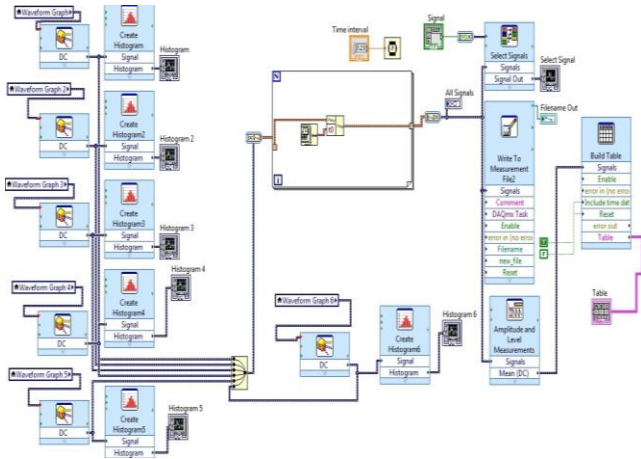 Waveform Graph
DC
Create
Histogram
Signal
Histogram
Histogram
Waveform Graph 2
DC
Create
Histogram2
Signal
Histogram
Histogram 2
Waveform Graph 3
DC
Create
Histogram3
Signal
Histogram
Histogram 3
Waveform Graph 4
DC
Create
Histogram4
Signal
Histogram
Histogram 4
Waveform Graph 5
DC
Create
Histogram5
Signal
Histogram
Histogram 5
Time interval
N
i
t0
Waveform Graph 6
DC
Create
Histogram6
Signal
Histogram
Histogram 6
Signal
Select Signals
Signals
Signal Out
Select Signal
All Signals
Write To
Measurement
File2
Signals
Comment
DAQmx Task
Enable
error in (no erro
Filename
new_file
Reset
Filename Out
T
F
Build Table
Signals
Enable
error in (no erro
Include time dat
Reset
error out
Table
Table
Amplitude and
Level
Measurements
Signals
Mean (DC)